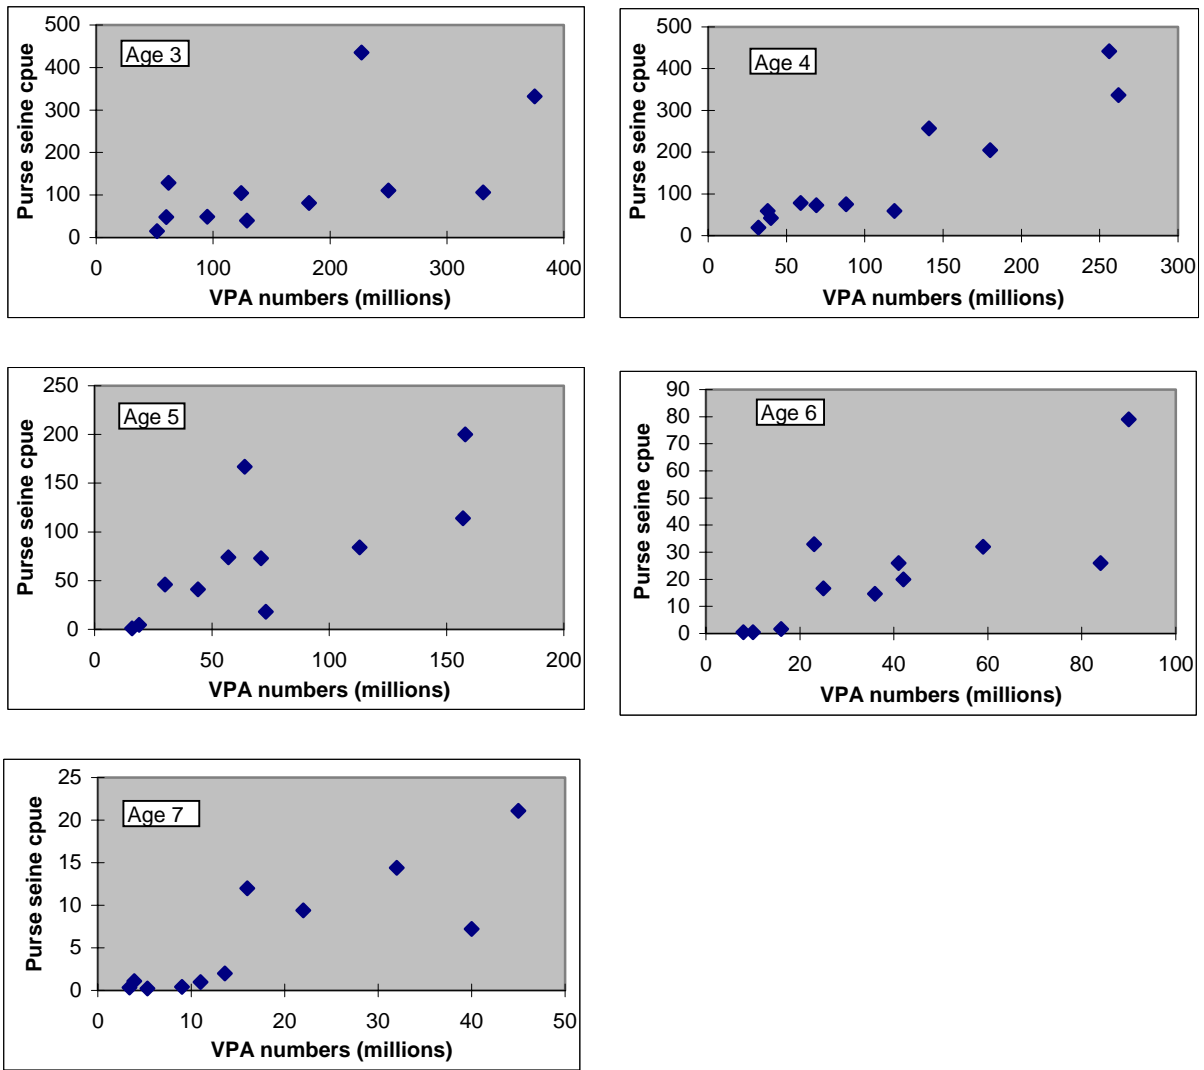 Age 3
Purse seine cpue
500
400
300
200
100
0
0 100 200 300 400
VPA numbers (millions)
Age 4
Purse seine cpue
500
400
300
200
100
0
0 50 100 150 200 250 300
VPA numbers (millions)
Age 5
Purse seine cpue
250
200
150
100
50
0
0 50 100 150 200
VPA numbers (millions)
Age 6
Purse seine cpue
90
80
70
60
50
40
30
20
10
0
0 20 40 60 80 100
VPA numbers (millions)
Age 7
Purse seine cpue
25
20
15
10
5
0
0 10 20 30 40 50
VPA numbers (millions)